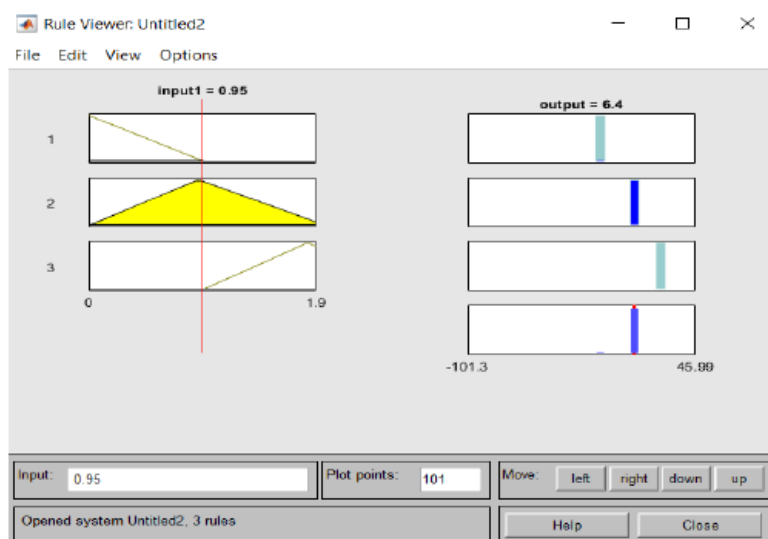 Rule Viewer: Untitled2
File Edit View Options
input1 = 0.95
output = 6.4
1
2
3
0 1.9
-101.3 45.99
Input: 0.95 Plot points: 101 Move: left right down up
Opened system Untitled2, 3 rules Help Close